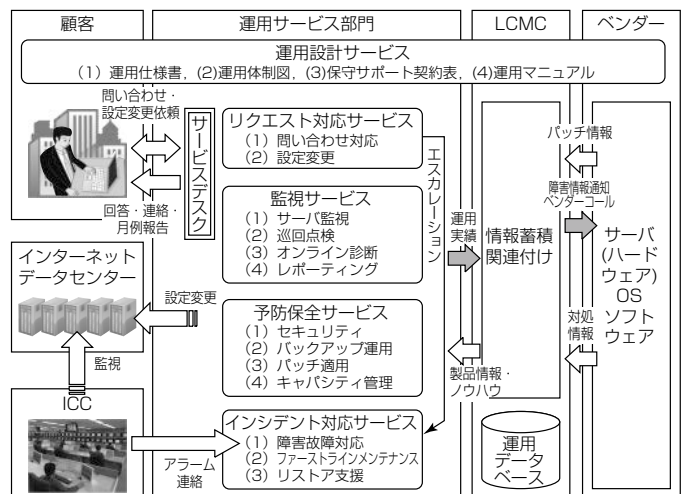 顧客
運用サービス部門
LCMC
ベンダー
運用設計サービス
(1) 運用仕様書，(2)運用体制図，(3)保守サポート契約表，(4)運用マニュアル
問い合わせ・
設定変更依頼
回答・連絡・
月例報告
サービスデスク
リクエスト対応サービス
(1) 問い合わせ対応
(2) 設定変更
エスカレーション
監視サービス
(1) サーバ監視
(2) 巡回点検
(3) オンライン診断
(4) レポーティング
運用
実績
情報蓄積
関連付け
パッチ情報
障害情報通知
ベンダーコール
サーバ
(ハード
ウェア)
OS
ソフト
ウェア
対処
情報
インターネット
データセンター
設定変更
予防保全サービス
(1) セキュリティ
(2) バックアップ運用
(3) パッチ適用
(4) キャパシティ管理
製品情報・
ノウハウ
監視
ICC
アラーム
連絡
インシデント対応サービス
(1) 障害故障対応
(2) ファーストラインメンテナンス
(3) リストア支援
運用
データ
ベース